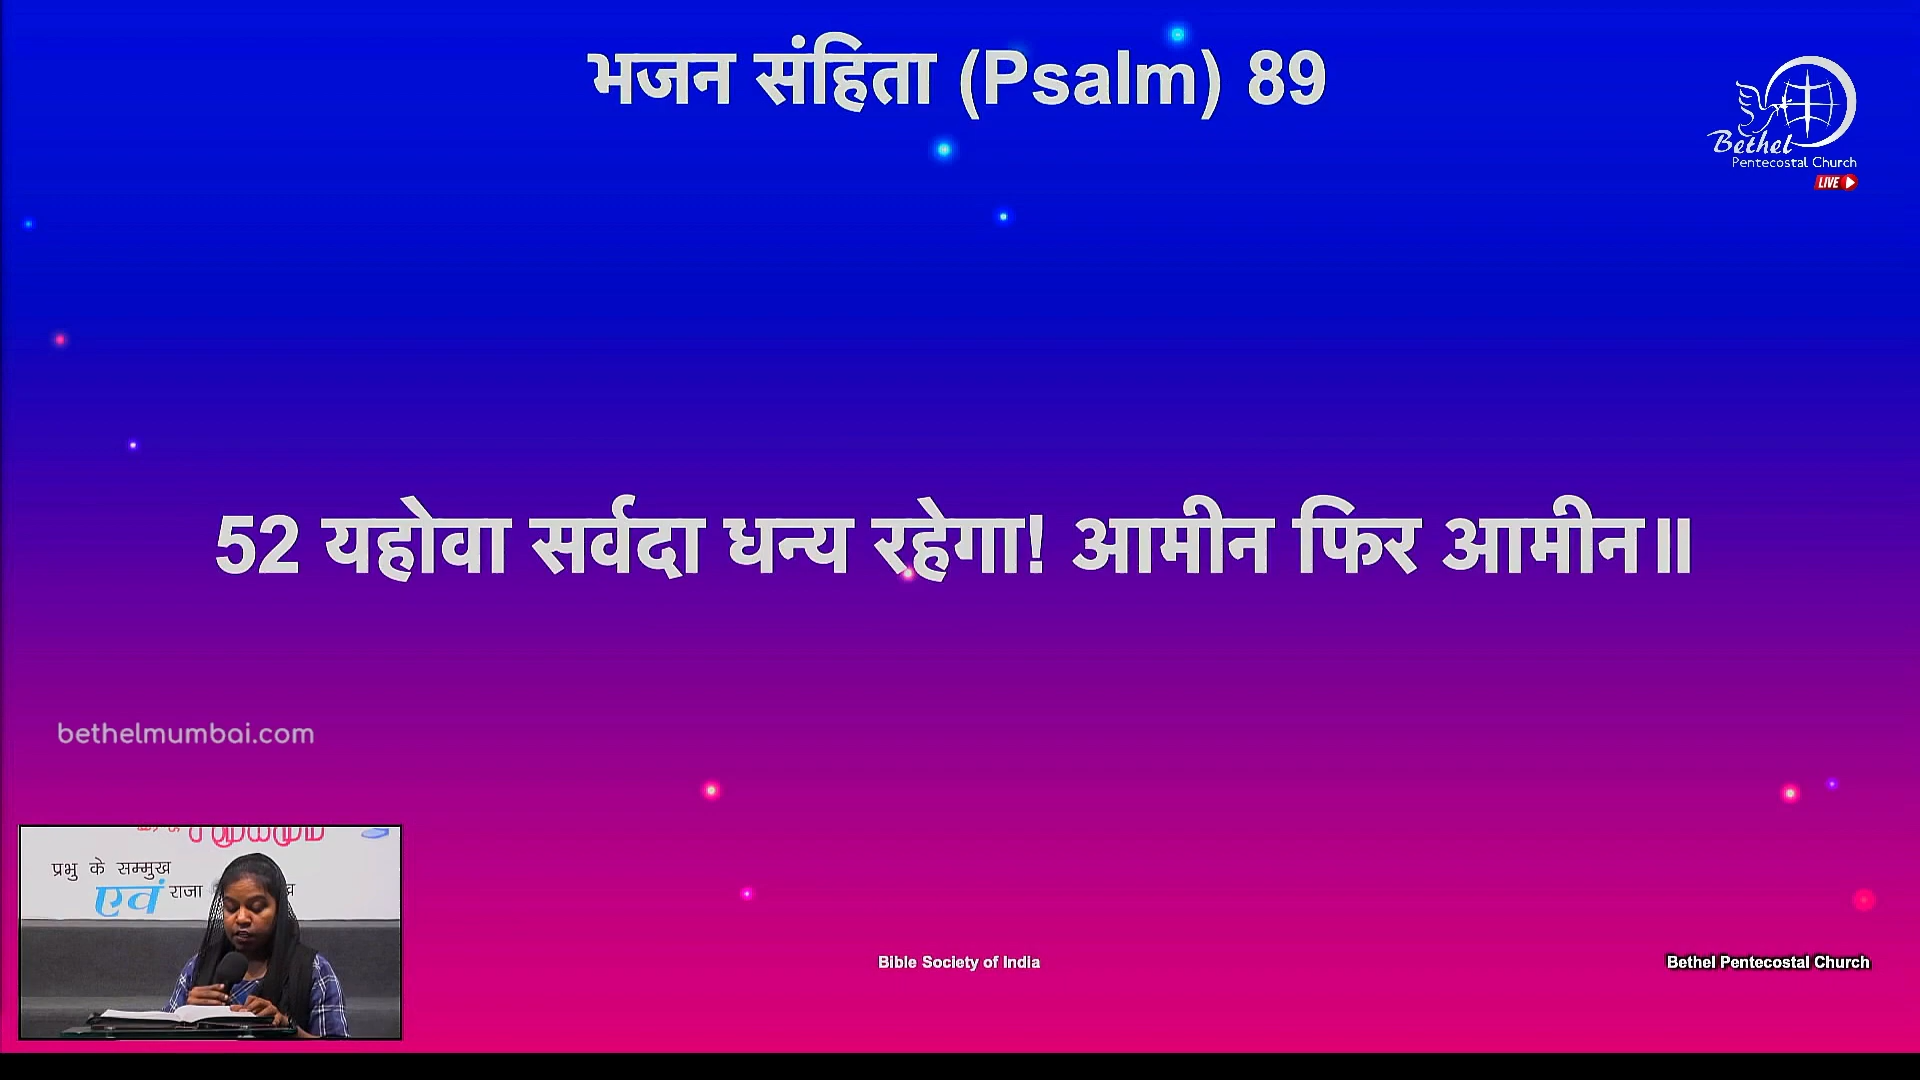 भजन संहिता (Psalm) 89
Bethel
Pentecostal Church
LIVE
52 यहोवा सर्वदा धन्य रहेगा! आमीन फिर आमीन॥
bethelmumbai.com
प्रभु के सम्मुख
एवं राजा
Bible Society of India
Bethel Pentecostal Church